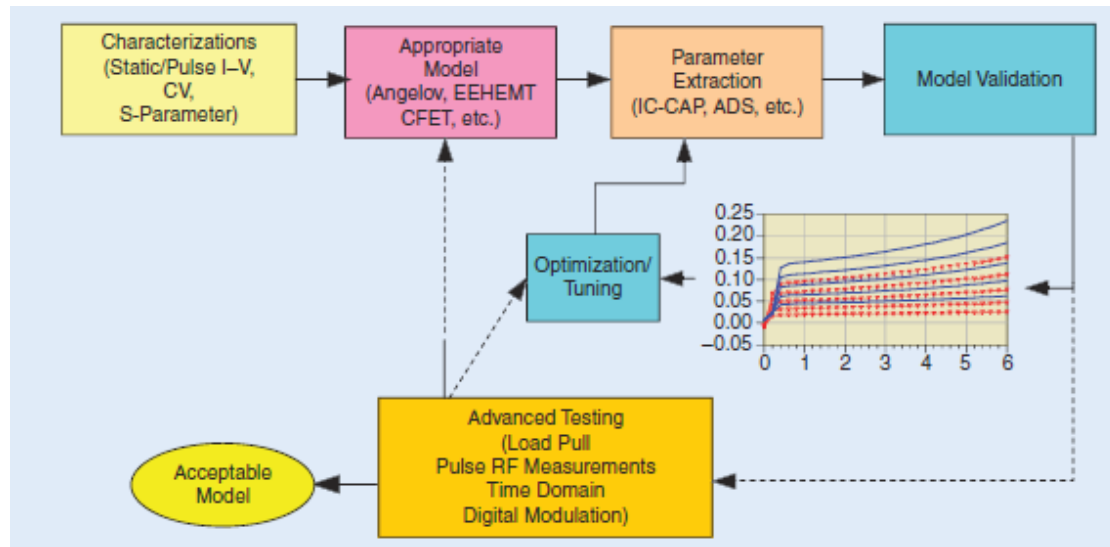 Characterizations
(Static/Pulse I–V,
CV,
S-Parameter)
Appropriate
Model
(Angelov, EEHEMT
CFET, etc.)
Parameter
Extraction
(IC-CAP, ADS, etc.)
Model Validation
Optimization/
Tuning
0.25
0.20
0.15
0.10
0.05
0.00
–0.05
0 1 2 3 4 5 6
Advanced Testing
(Load Pull
Pulse RF Measurements
Time Domain
Digital Modulation)
Acceptable
Model